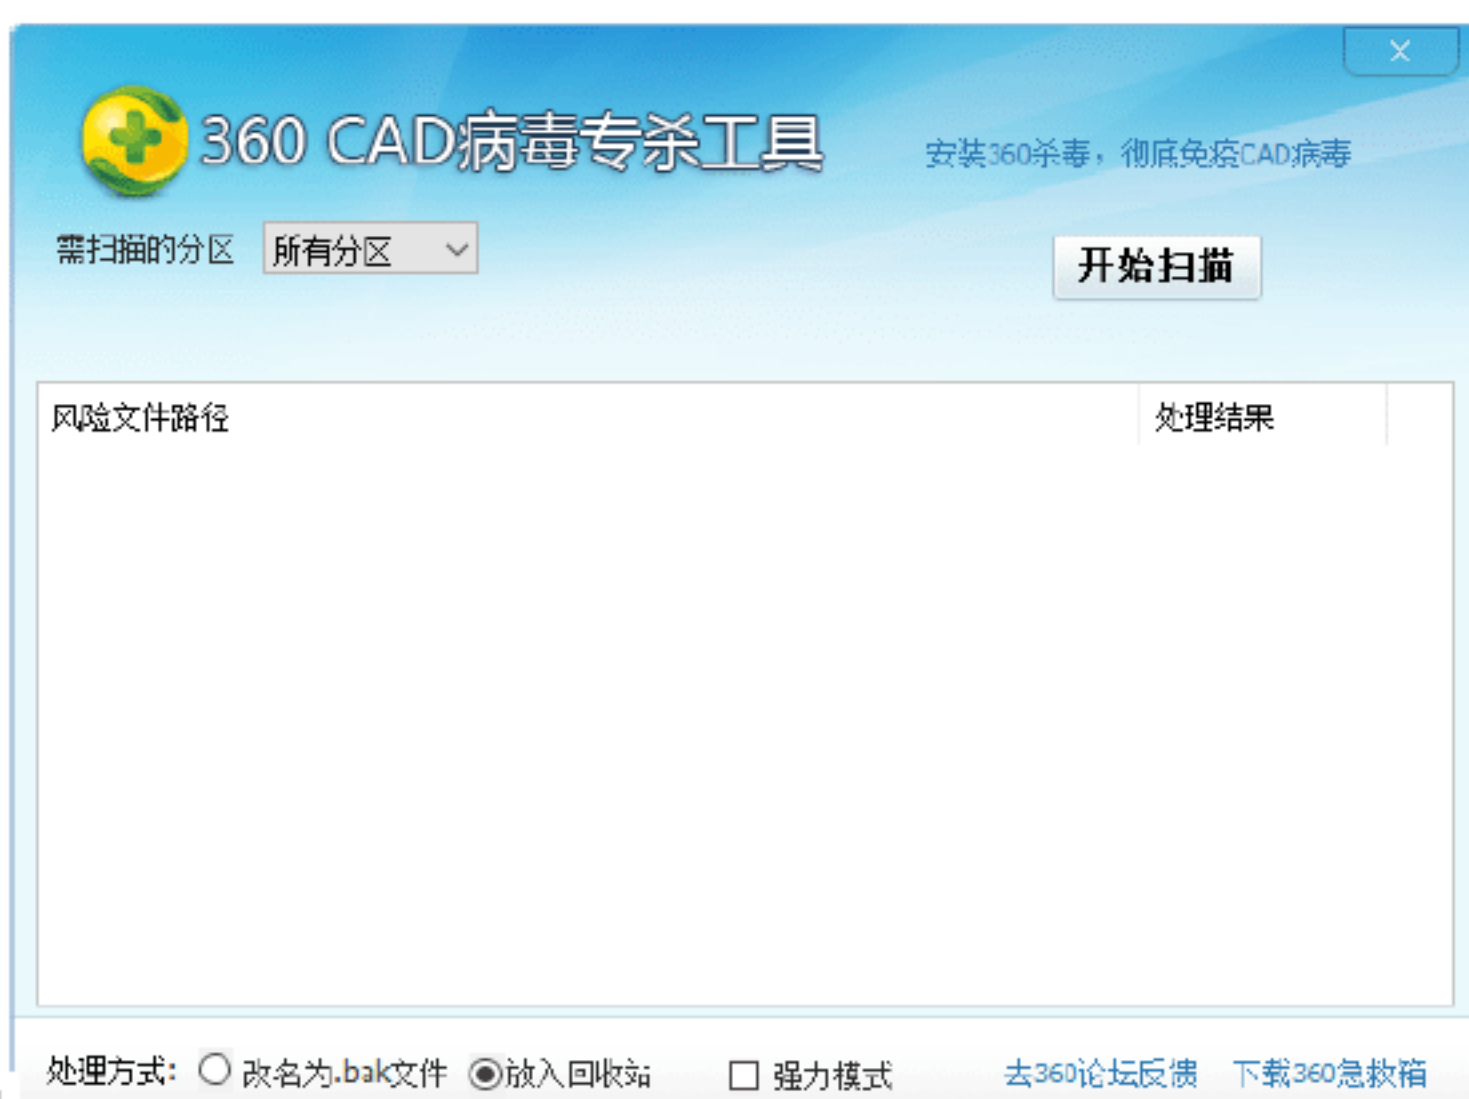 360 CAD病毒专杀工具
安装360杀毒，彻底免疫CAD病毒
需扫描的分区 所有分区
开始扫描
风险文件路径 处理结果
处理方式: 改名为.bak文件 放入回收站 强力模式 去360论坛反馈 下载360急救箱